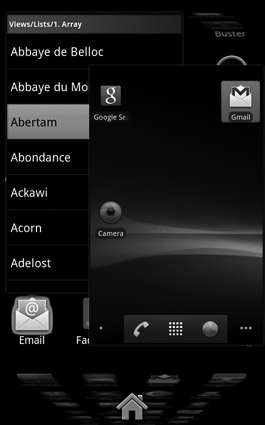 Views/Lists/1. Array
Buster
Abbaye de Belloc
Abbaye du Mo
Abertam
Abondance
Ackawi
Acorn
Adelost
Google Se
Gmail
Camera
Email
Fac